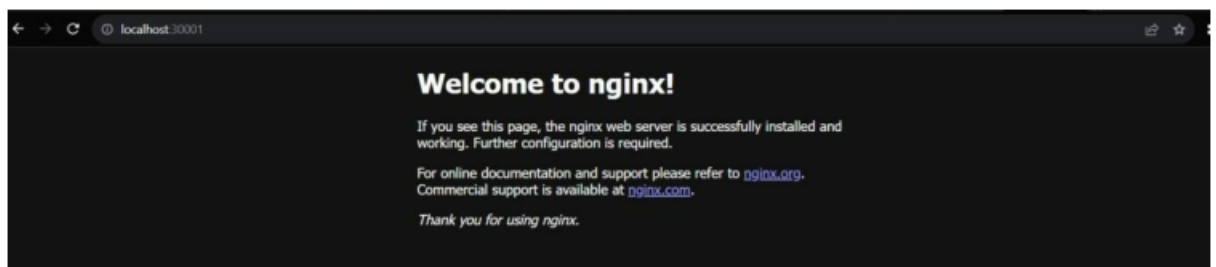 localhost:30001
Welcome to nginx!
If you see this page, the nginx web server is successfully installed and
working. Further configuration is required.
For online documentation and support please refer to nginx.org.
Commercial support is available at nginx.com.
Thank you for using nginx.